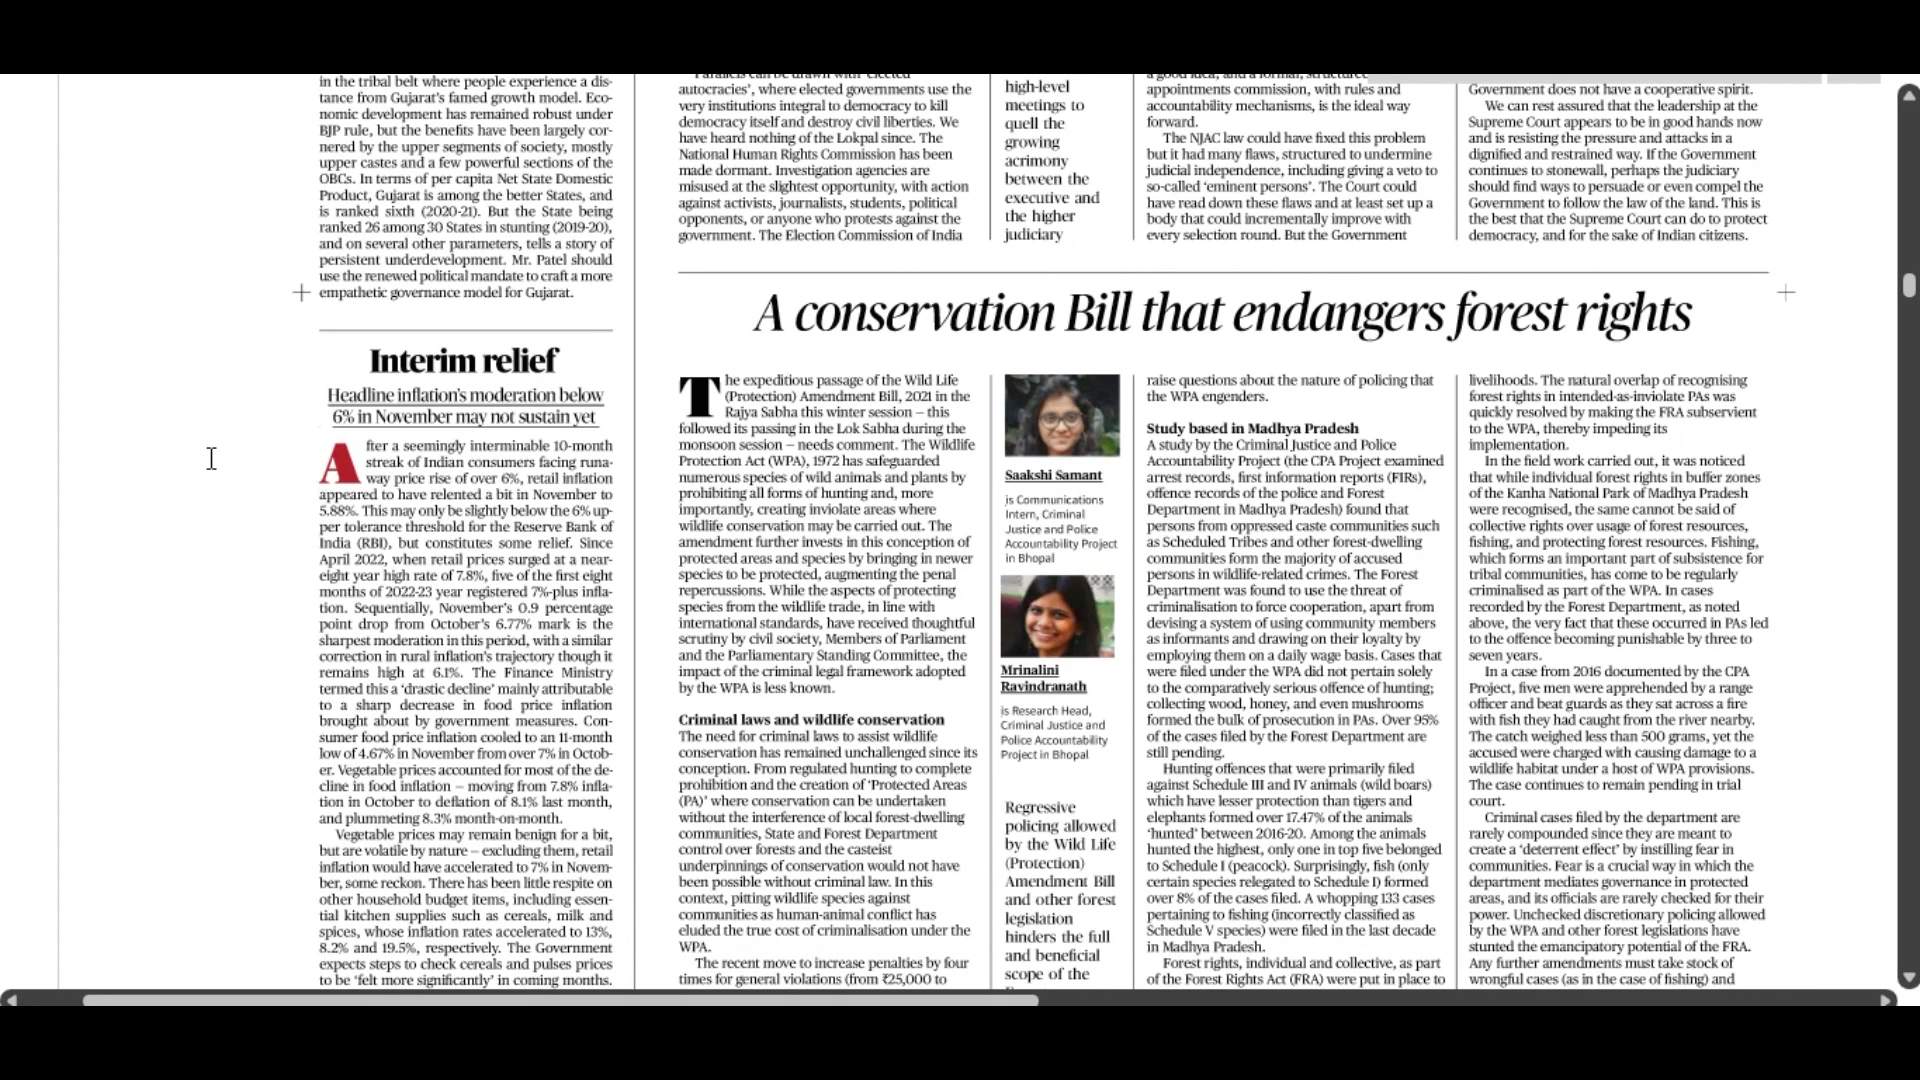 in the tribal belt where people experience a dis-
tance from Gujarat's famed growth model. Eco-
nomic development has remained robust under
BJP rule, but the benefits have been largely cor-
nered by the upper segments of society, mostly
upper castes and a few powerful sections of the
OBCs. In terms of per capita Net State Domestic
Product, Gujarat is among the better States, and
is ranked sixth (2020-21). But the State being
ranked 26 among 30 States in stunting (2019-20),
and on several other parameters, tells a story of
persistent underdevelopment. Mr. Patel should
use the renewed political mandate to craft a more
empathetic governance model for Gujarat.
Interim relief
Headline inflation's moderation below
6% in November may not sustain yet
After a seemingly interminable 10-month
streak of Indian consumers facing runa-
way price rise of over 6%, retail inflation
appeared to have relented a bit in November to
5.88%. This may only be slightly below the 6% up-
per tolerance threshold for the Reserve Bank of
India (RBI), but constitutes some relief. Since
April 2022, when retail prices surged at a near-
eight year high rate of 7.8%, five of the first eight
months of 2022-23 year registered 7%-plus infla-
tion. Sequentially, November's 0.9 percentage
point drop from October's 6.77% mark is the
sharpest moderation in this period, with a similar
correction in rural inflation's trajectory though it
remains high at 6.1%. The Finance Ministry
termed this a 'drastic decline' mainly attributable
to a sharp decrease in food price inflation
brought about by government measures. Con-
sumer food price inflation cooled to an 11-month
low of 4.67% in November from over 7% in Octob-
er. Vegetable prices accounted for most of the de-
cline in food inflation – moving from 7.8% infla-
tion in October to deflation of 8.1% last month,
and plummeting 8.3% month-on-month.
Vegetable prices may remain benign for a bit,
but are volatile by nature – excluding them, retail
inflation would have accelerated to 7% in Novem-
ber, some reckon. There has been little respite on
other household budget items, including essen-
tial kitchen supplies such as cereals, milk and
spices, whose inflation rates accelerated to 13%,
8.2% and 19.5%, respectively. The Government
expects steps to check cereals and pulses prices
to be 'felt more significantly' in coming months.
Parallels can be drawn with 'elected
autocracies', where elected governments use the
very institutions integral to democracy to kill
democracy itself and destroy civil liberties. We
have heard nothing of the Lokpal since. The
National Human Rights Commission has been
made dormant. Investigation agencies are
misused at the slightest opportunity, with action
against activists, journalists, students, political
opponents, or anyone who protests against the
government. The Election Commission of India
high-level
meetings to
quell the
growing
acrimony
between the
executive and
the higher
judiciary
a good idea, and a formal, structured
appointments commission, with rules and
accountability mechanisms, is the ideal way
forward.
The NJAC law could have fixed this problem
but it had many flaws, structured to undermine
judicial independence, including giving a veto to
so-called 'eminent persons'. The Court could
have read down these flaws and at least set up a
body that could incrementally improve with
every selection round. But the Government
Government does not have a cooperative spirit.
We can rest assured that the leadership at the
Supreme Court appears to be in good hands now
and is resisting the pressure and attacks in a
dignified and restrained way. If the Government
continues to stonewall, perhaps the judiciary
should find ways to persuade or even compel the
Government to follow the law of the land. This is
the best that the Supreme Court can do to protect
democracy, and for the sake of Indian citizens.
A conservation Bill that endangers forest rights
The expeditious passage of the Wild Life
(Protection) Amendment Bill, 2021 in the
Rajya Sabha this winter session – this
followed its passing in the Lok Sabha during the
monsoon session – needs comment. The Wildlife
Protection Act (WPA), 1972 has safeguarded
numerous species of wild animals and plants by
prohibiting all forms of hunting and, more
importantly, creating inviolate areas where
wildlife conservation may be carried out. The
amendment further invests in this conception of
protected areas and species by bringing in newer
species to be protected, augmenting the penal
repercussions. While the aspects of protecting
species from the wildlife trade, in line with
international standards, have received thoughtful
scrutiny by civil society, Members of Parliament
and the Parliamentary Standing Committee, the
impact of the criminal legal framework adopted
by the WPA is less known.
Criminal laws and wildlife conservation
The need for criminal laws to assist wildlife
conservation has remained unchallenged since its
conception. From regulated hunting to complete
prohibition and the creation of 'Protected Areas
(PA)' where conservation can be undertaken
without the interference of local forest-dwelling
communities, State and Forest Department
control over forests and the casteist
underpinnings of conservation would not have
been possible without criminal law. In this
context, pitting wildlife species against
communities as human-animal conflict has
eluded the true cost of criminalisation under the
WPA.
The recent move to increase penalties by four
times for general violations (from ₹25,000 to
Saakshi Samant
is Communications
Intern, Criminal
Justice and Police
Accountability Project
in Bhopal
Mrinalini
Ravindranath
is Research Head,
Criminal Justice and
Police Accountability
Project in Bhopal
Regressive
policing allowed
by the Wild Life
(Protection)
Amendment Bill
and other forest
legislation
hinders the full
and beneficial
scope of the
raise questions about the nature of policing that
the WPA engenders.
Study based in Madhya Pradesh
A study by the Criminal Justice and Police
Accountability Project (the CPA Project examined
arrest records, first information reports (FIRs),
offence records of the police and Forest
Department in Madhya Pradesh) found that
persons from oppressed caste communities such
as Scheduled Tribes and other forest-dwelling
communities form the majority of accused
persons in wildlife-related crimes. The Forest
Department was found to use the threat of
criminalisation to force cooperation, apart from
devising a system of using community members
as informants and drawing on their loyalty by
employing them on a daily wage basis. Cases that
were filed under the WPA did not pertain solely
to the comparatively serious offence of hunting;
collecting wood, honey, and even mushrooms
formed the bulk of prosecution in PAs. Over 95%
of the cases filed by the Forest Department are
still pending.
Hunting offences that were primarily filed
against Schedule III and IV animals (wild boars)
which have lesser protection than tigers and
elephants formed over 17.47% of the animals
'hunted' between 2016-20. Among the animals
hunted the highest, only one in top five belonged
to Schedule I (peacock). Surprisingly, fish (only
certain species relegated to Schedule I) formed
over 8% of the cases filed. A whopping 133 cases
pertaining to fishing (incorrectly classified as
Schedule V species) were filed in the last decade
in Madhya Pradesh.
Forest rights, individual and collective, as part
of the Forest Rights Act (FRA) were put in place to
livelihoods. The natural overlap of recognising
forest rights in intended-as-inviolate PAs was
quickly resolved by making the FRA subservient
to the WPA, thereby impeding its
implementation.
In the field work carried out, it was noticed
that while individual forest rights in buffer zones
of the Kanha National Park of Madhya Pradesh
were recognised, the same cannot be said of
collective rights over usage of forest resources,
fishing, and protecting forest resources. Fishing,
which forms an important part of subsistence for
tribal communities, has come to be regularly
criminalised as part of the WPA. In cases
recorded by the Forest Department, as noted
above, the very fact that these occurred in PAs led
to the offence becoming punishable by three to
seven years.
In a case from 2016 documented by the CPA
Project, five men were apprehended by a range
officer and beat guards as they sat across a fire
with fish they had caught from the river nearby.
The catch weighed less than 500 grams, yet the
accused were charged with causing damage to a
wildlife habitat under a host of WPA provisions.
The case continues to remain pending in trial
court.
Criminal cases filed by the department are
rarely compounded since they are meant to
create a 'deterrent effect' by instilling fear in
communities. Fear is a crucial way in which the
department mediates governance in protected
areas, and its officials are rarely checked for their
power. Unchecked discretionary policing allowed
by the WPA and other forest legislations have
stunted the emancipatory potential of the FRA.
Any further amendments must take stock of
wrongful cases (as in the case of fishing) and